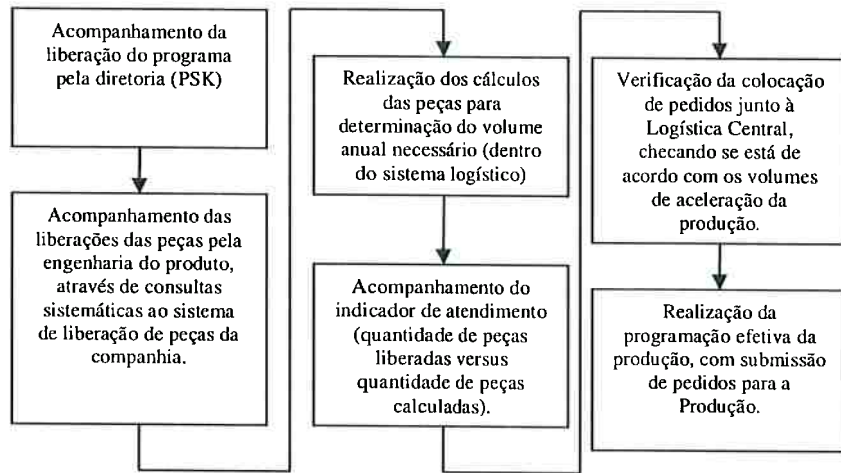 Acompanhamento da
liberação do programa
pela diretoria (PSK)
Acompanhamento das
liberações das peças pela
engenharia do produto,
através de consultas
sistemáticas ao sistema
de liberação de peças da
companhia.
Realização dos cálculos
das peças para
determinação do volume
anual necessário (dentro
do sistema logístico)
Acompanhamento do
indicador de atendimento
(quantidade de peças
liberadas versus
quantidade de peças
calculadas).
Verificação da colocação
de pedidos junto à
Logística Central,
checando se está de
acordo com os volumes
de aceleração da
produção.
Realização da
programação efetiva da
produção, com submissão
de pedidos para a
Produção.